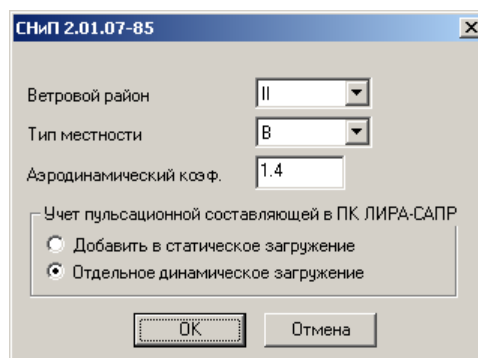 СНиП 2.01.07-85
Ветровой район II
Тип местности B
Аэродинамический коэф. 1.4
Учет пульсационной составляющей в ПК ЛИРА-САПР
Добавить в статическое загружение
Отдельное динамическое загружение
OK Отмена